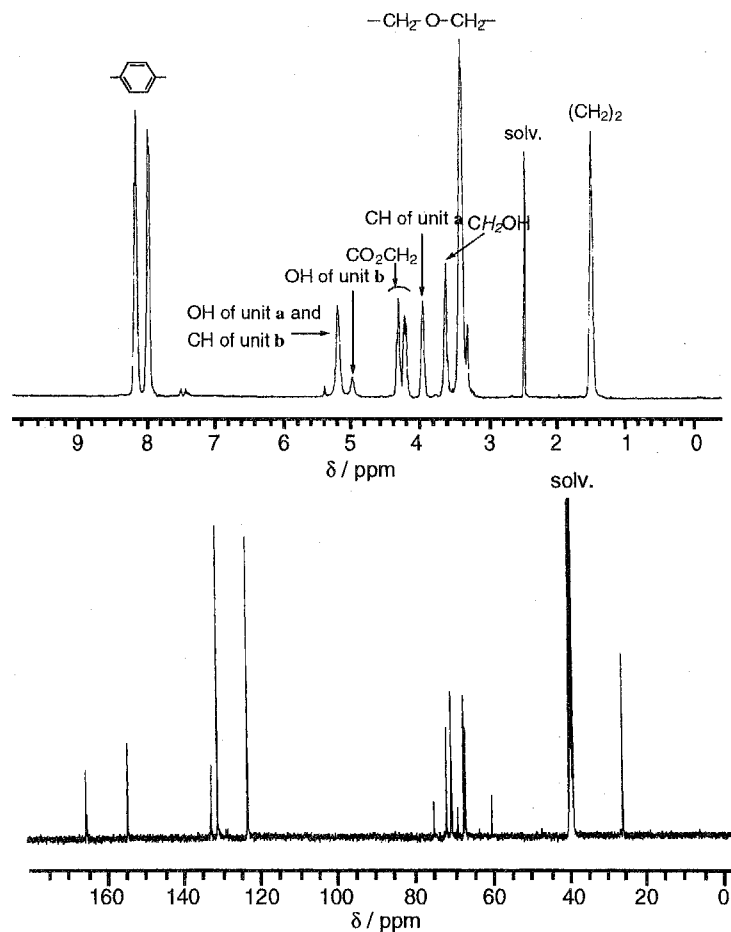 –CH₂-O–CH₂–
(CH₂)₂
solv.
CH of unit a
CH₂OH
CO₂CH₂
OH of unit b
OH of unit a and
CH of unit b
9 8 7 6 5 4 3 2 1 0
δ / ppm
solv.
160 140 120 100 80 60 40 20 0
δ / ppm